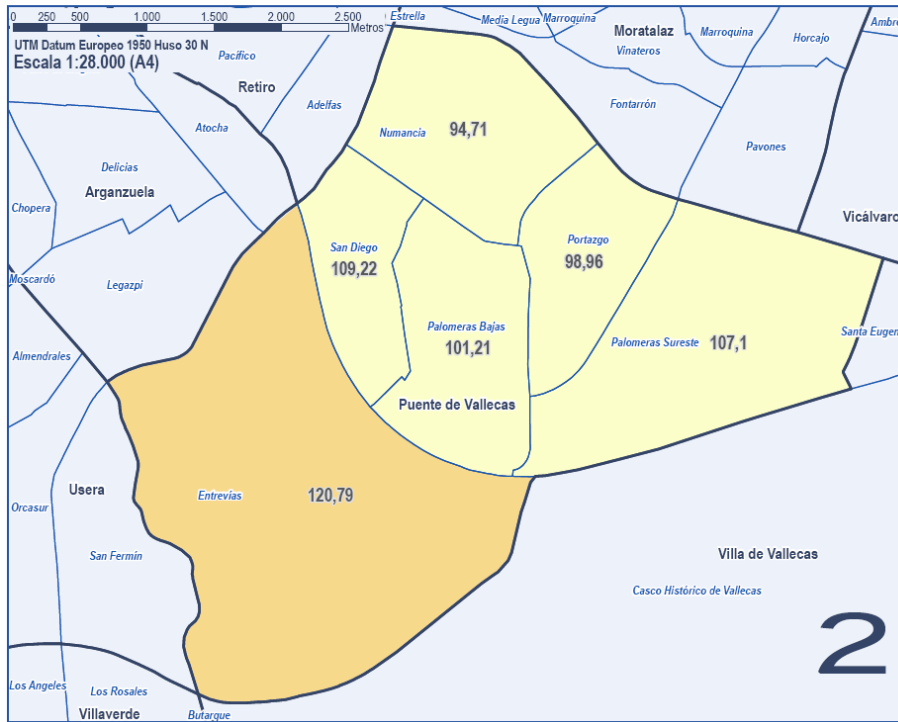 0 250 500 1.000 1.500 2.000 2.500
Metros
UTM Datum Europeo 1950 Huso 30 N
Escala 1:28.000 (A4)
Estrella
Media Legua
Marroquina
Moratalaz
Vinateros
Marroquina
Horcajo
Pacífico
Retiro
Adelfas
Atocha
Numancia
94,71
Fontarrón
Pavones
Delicias
Arganzuela
Chopera
Vicálvaro
San Diego
109,22
Portazgo
98,96
Moscardó
Legazpi
Palomeras Bajas
101,21
Palomeras Sureste
107,1
Almendrales
Puente de Vallecas
Usera
Entrevías
120,79
Orcasur
San Fermín
Villa de Vallecas
Casco Histórico de Vallecas
2
Los Angeles
Los Rosales
Villaverde
Butarque